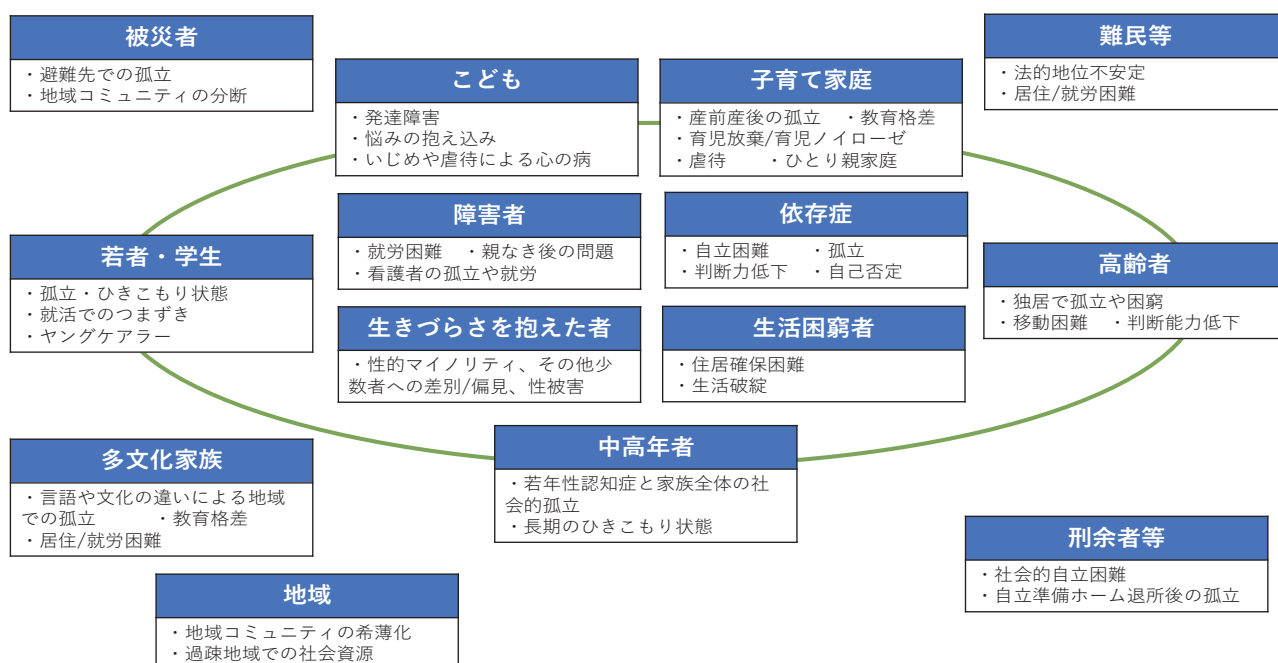 被災者
・避難先での孤立
・地域コミュニティの分断
こども
・発達障害
・悩みの抱え込み
・いじめや虐待による心の病
子育て家庭
・産前産後の孤立　・教育格差
・育児放棄/育児ノイローゼ
・虐待　　・ひとり親家庭
難民等
・法的地位不安定
・居住/就労困難
若者・学生
・孤立・ひきこもり状態
・就活でのつまずき
・ヤングケアラー
障害者
・就労困難　・親なき後の問題
・看護者の孤立や就労
依存症
・自立困難　　・孤立
・判断力低下　・自己否定
高齢者
・独居で孤立や困窮
・移動困難　・判断能力低下
生きづらさを抱えた者
・性的マイノリティ、その他少
数者への差別/偏見、性被害
生活困窮者
・住居確保困難
・生活破綻
多文化家族
・言語や文化の違いによる地域
での孤立　　　・教育格差
・居住/就労困難
中高年者
・若年性認知症と家族全体の社
会的孤立
・長期のひきこもり状態
刑余者等
・社会的自立困難
・自立準備ホーム退所後の孤立
地域
・地域コミュニティの希薄化
・過疎地域での社会資源